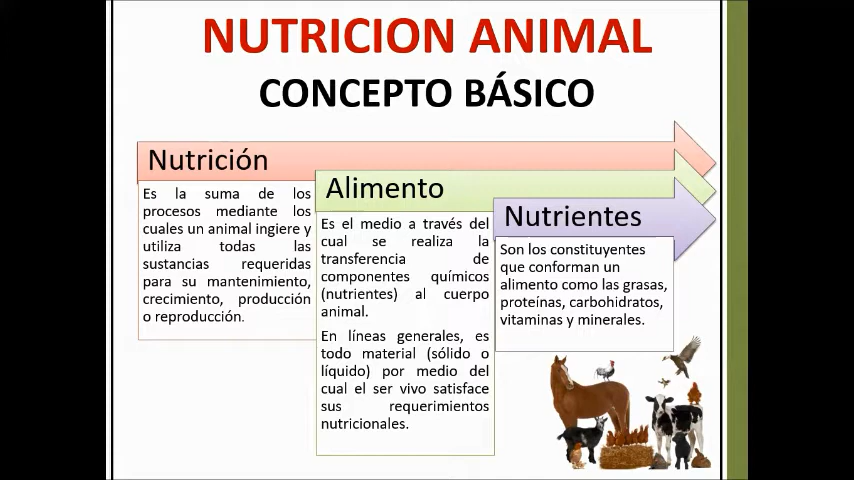 NUTRICION ANIMAL
CONCEPTO BÁSICO
Nutrición
Es la suma de los
procesos mediante los
cuales un animal ingiere y
utiliza todas las
sustancias requeridas
para su mantenimiento,
crecimiento, producción
o reproducción.
Alimento
Es el medio a través del
cual se realiza la
transferencia de
componentes químicos
(nutrientes) al cuerpo
animal.
En líneas generales, es
todo material (sólido o
líquido) por medio del
cual el ser vivo satisface
sus requerimientos
nutricionales.
Nutrientes
Son los constituyentes
que conforman un
alimento como las grasas,
proteínas, carbohidratos,
vitaminas y minerales.